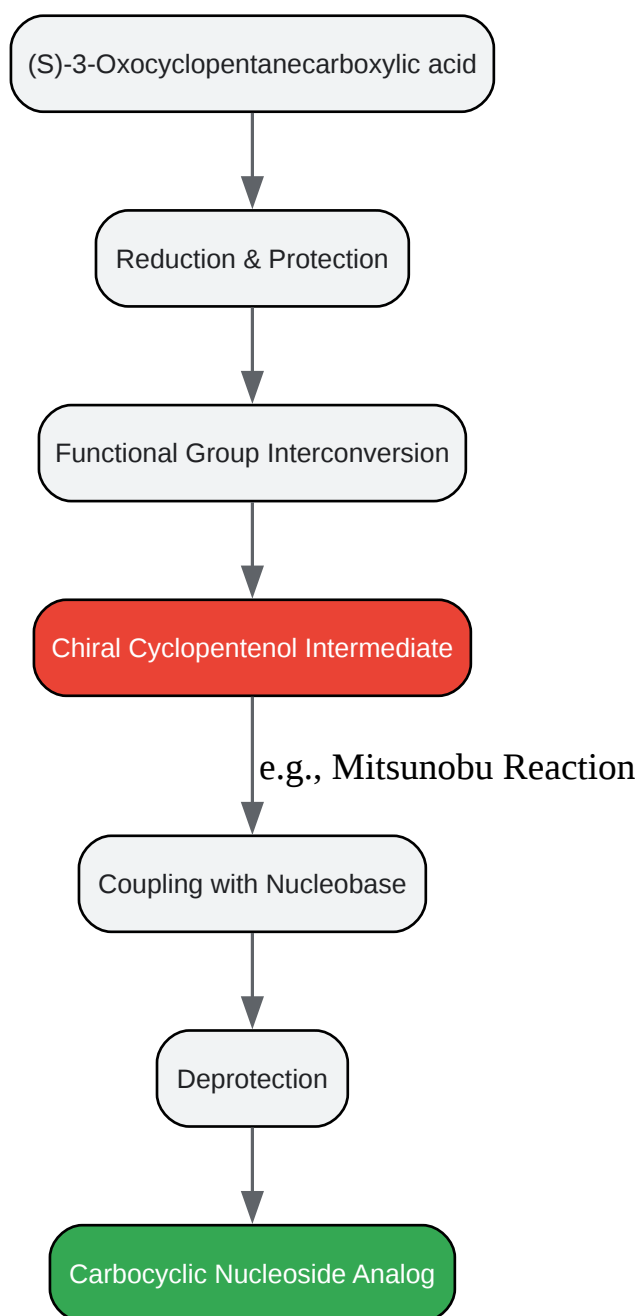 (S)-3-Oxocyclopentanecarboxylic acid
Reduction & Protection
Functional Group Interconversion
Chiral Cyclopentenol Intermediate
e.g., Mitsunobu Reaction
Coupling with Nucleobase
Deprotection
Carbocyclic Nucleoside Analog